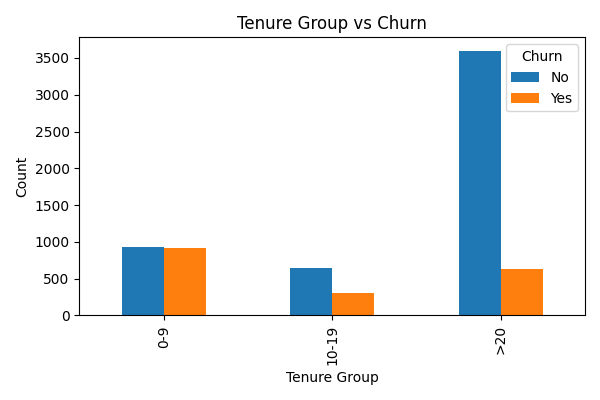 Tenure Group vs Churn
Churn
No
Yes
Count
3500
3000
2500
2000
1500
1000
500
0
0-9
10-19
>20
Tenure Group